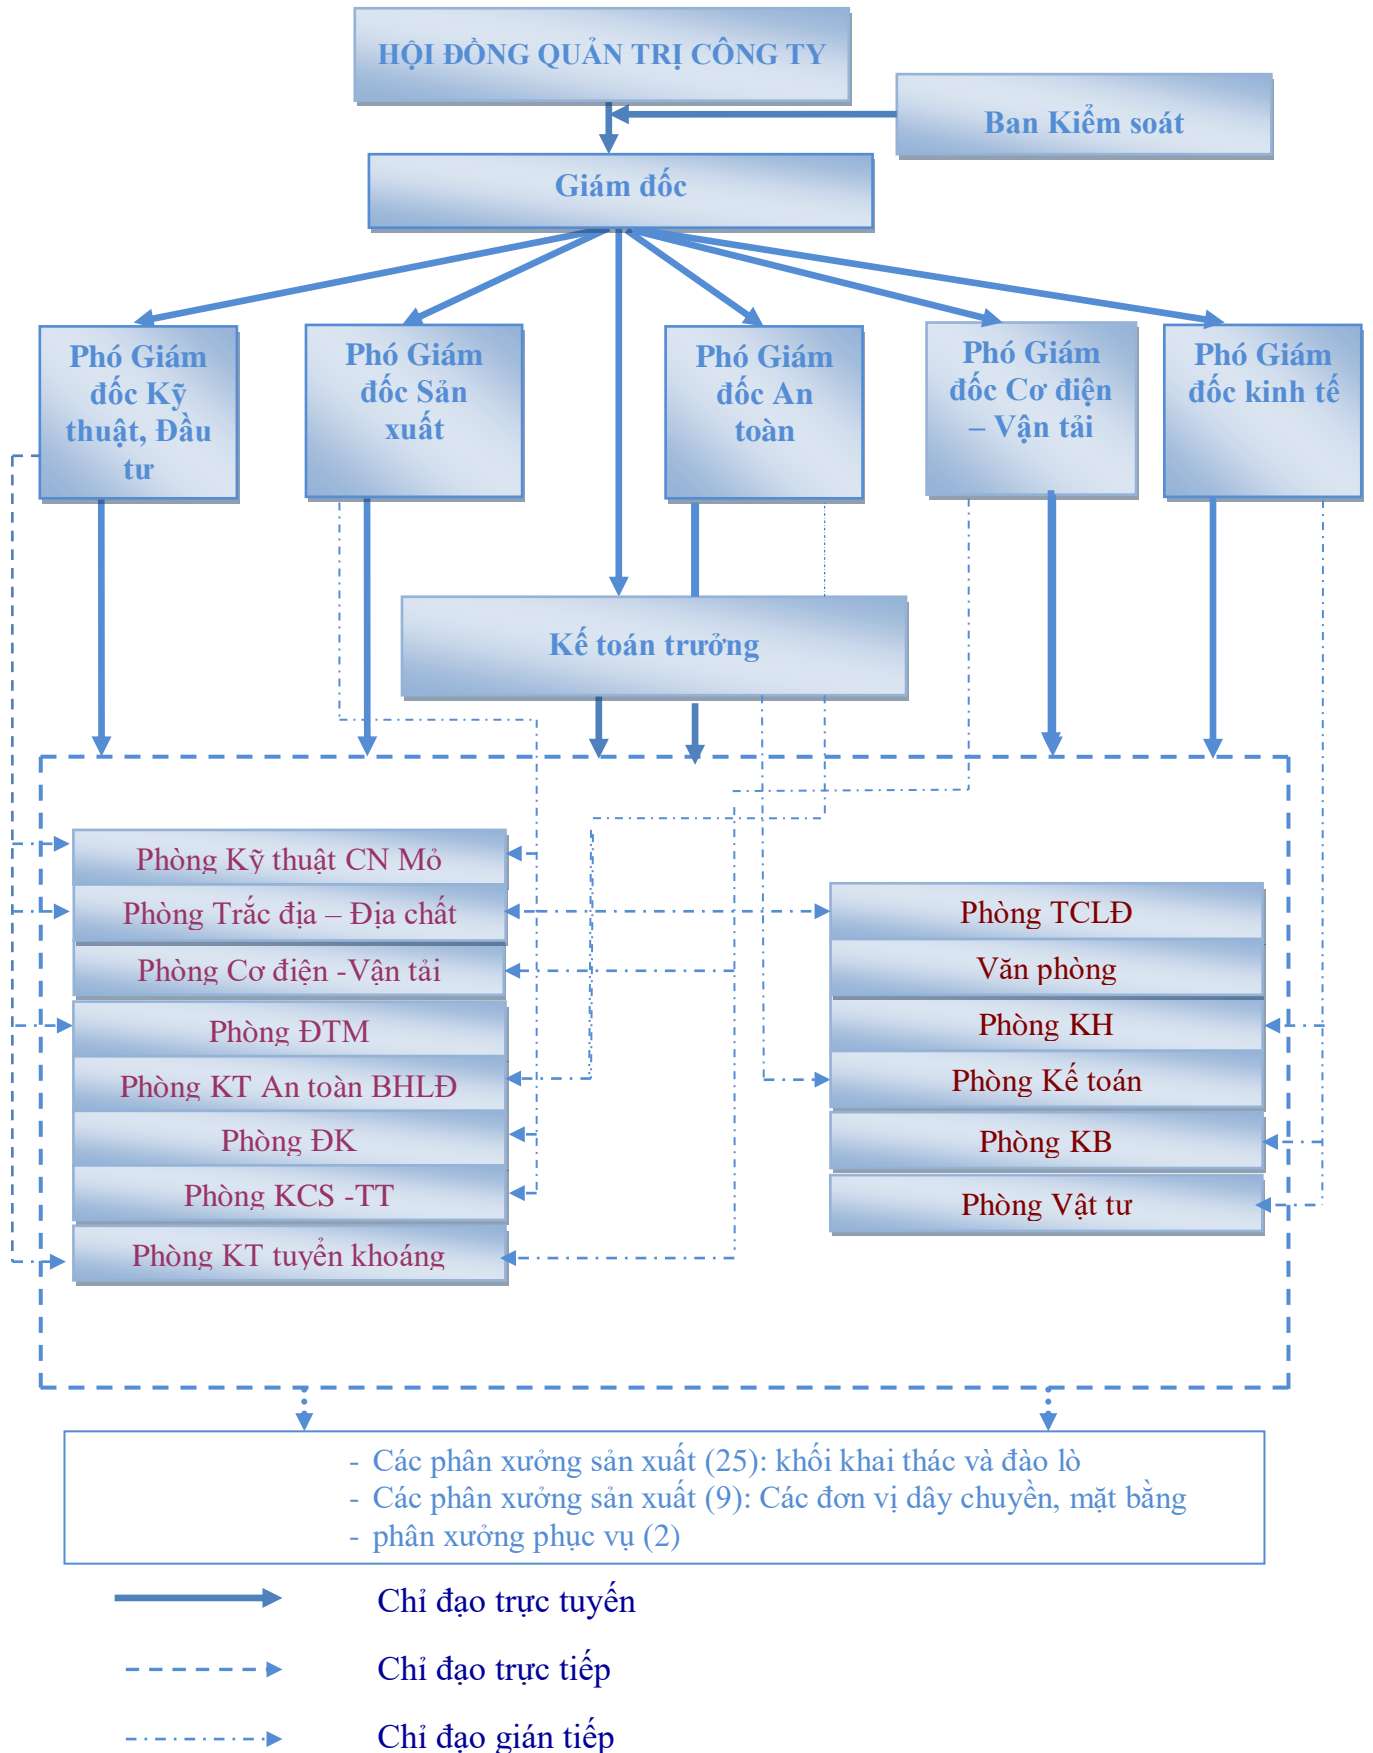 HỘI ĐỒNG QUẢN TRỊ CÔNG TY
Ban Kiểm soát
Giám đốc
Phó Giám
đốc Kỹ
thuật, Đầu
tư
Phó Giám
đốc Sản
xuất
Phó Giám
đốc An
toàn
Phó Giám
đốc Cơ điện
– Vận tải
Phó Giám
đốc kinh tế
Kế toán trưởng
Phòng Kỹ thuật CN Mỏ
Phòng Trắc địa – Địa chất
Phòng Cơ điện -Vận tải
Phòng ĐTM
Phòng KT An toàn BHLĐ
Phòng ĐK
Phòng KCS -TT
Phòng KT tuyển khoáng
Phòng TCLĐ
Văn phòng
Phòng KH
Phòng Kế toán
Phòng KB
Phòng Vật tư
- Các phân xưởng sản xuất (25): khối khai thác và đào lò
- Các phân xưởng sản xuất (9): Các đơn vị dây chuyền, mặt bằng
- phân xưởng phục vụ (2)
Chỉ đạo trực tuyến
Chỉ đạo trực tiếp
Chỉ đạo gián tiếp